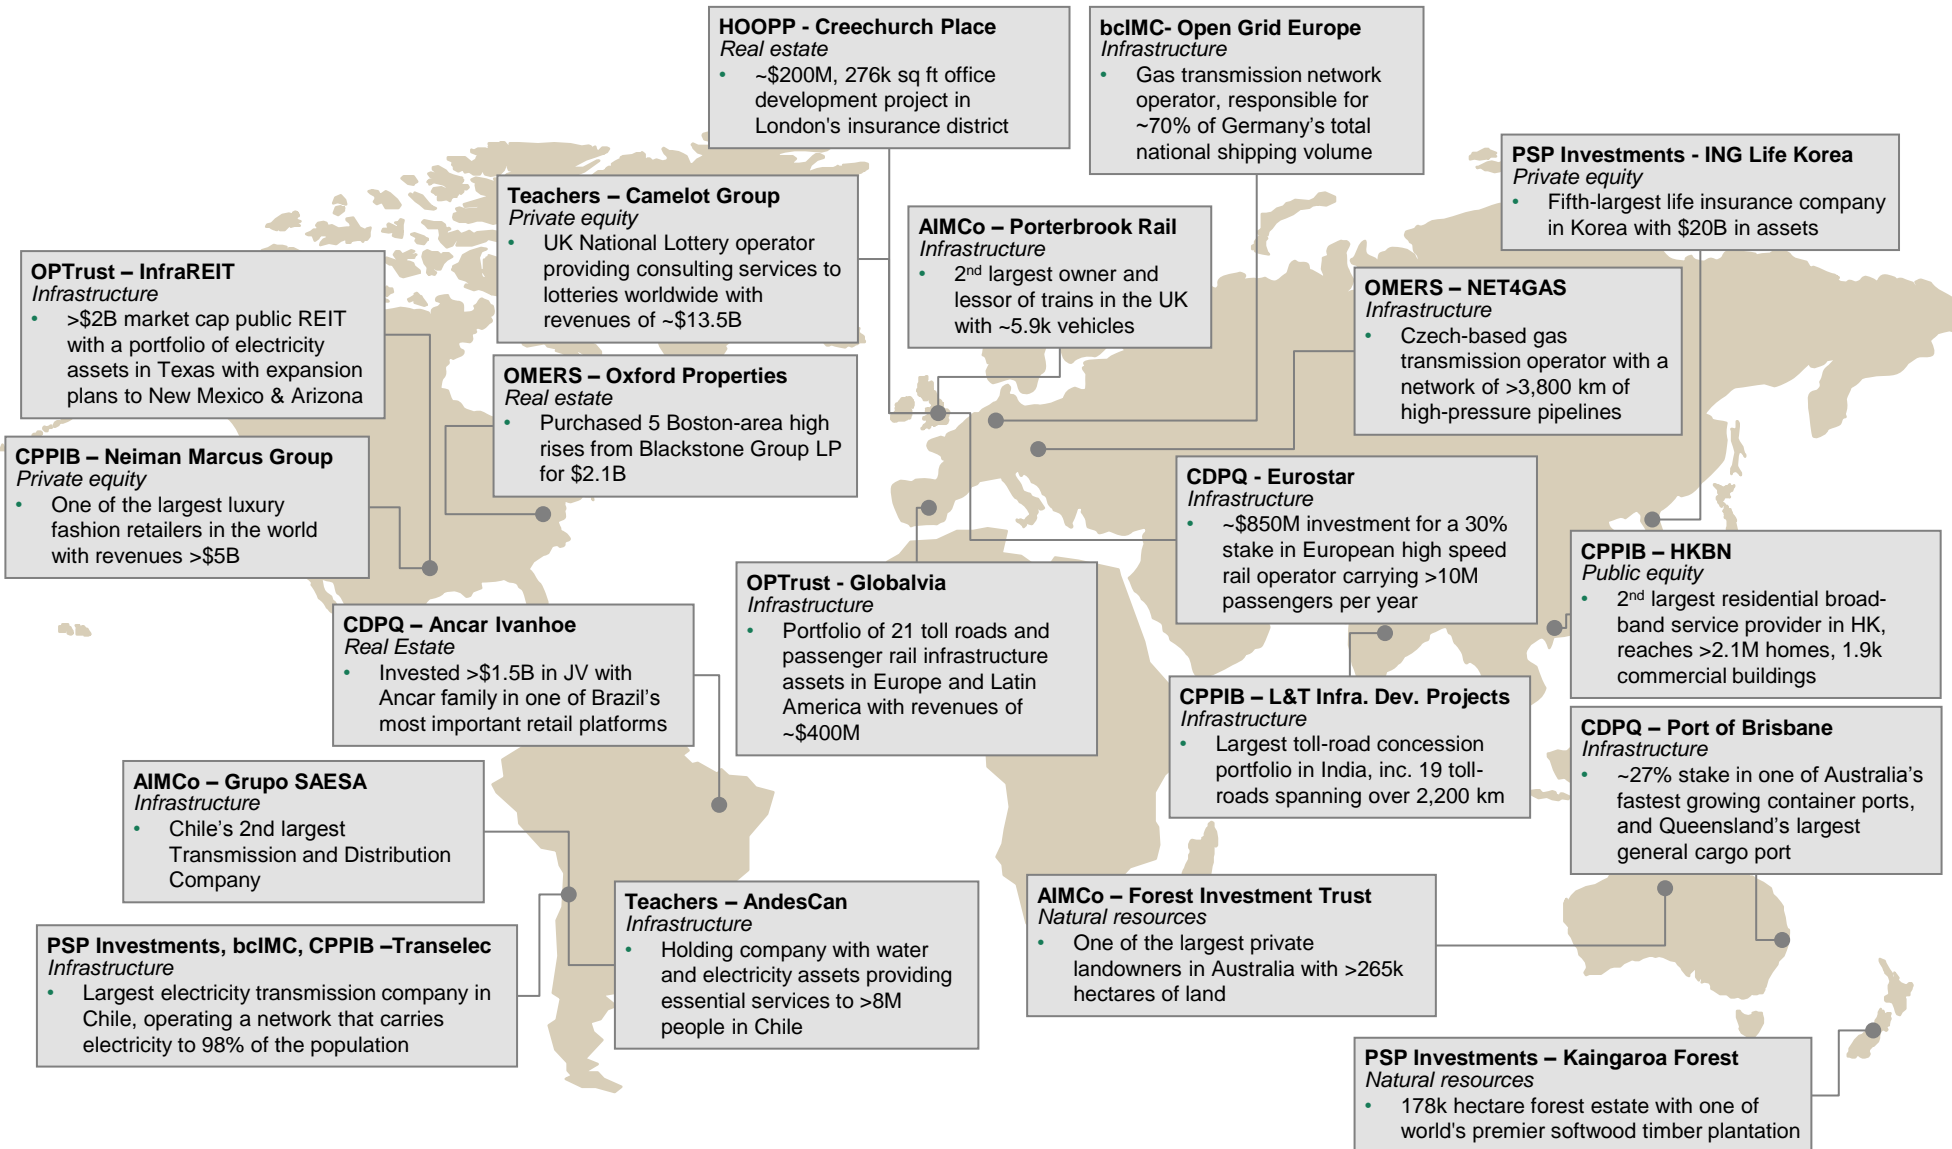 HOOPP - Creechurch Place
Real estate
• ~$200M, 276k sq ft office
development project in
London's insurance district
bcIMC- Open Grid Europe
Infrastructure
• Gas transmission network
operator, responsible for
~70% of Germany’s total
national shipping volume
PSP Investments - ING Life Korea
Private equity
• Fifth-largest life insurance company
in Korea with $20B in assets
Teachers – Camelot Group
Private equity
• UK National Lottery operator
providing consulting services to
lotteries worldwide with
revenues of ~$13.5B
AIMCo – Porterbrook Rail
Infrastructure
• 2nd largest owner and
lessor of trains in the UK
with ~5.9k vehicles
OPTrust – InfraREIT
Infrastructure
• >$2B market cap public REIT
with a portfolio of electricity
assets in Texas with expansion
plans to New Mexico & Arizona
OMERS – NET4GAS
Infrastructure
• Czech-based gas
transmission operator with a
network of >3,800 km of
high-pressure pipelines
OMERS – Oxford Properties
Real estate
• Purchased 5 Boston-area high
rises from Blackstone Group LP
for $2.1B
CPPIB – Neiman Marcus Group
Private equity
• One of the largest luxury
fashion retailers in the world
with revenues >$5B
CDPQ - Eurostar
Infrastructure
• ~$850M investment for a 30%
stake in European high speed
rail operator carrying >10M
passengers per year
CPPIB – HKBN
Public equity
• 2nd largest residential broad-
band service provider in HK,
reaches >2.1M homes, 1.9k
commercial buildings
OPTrust - Globalvia
Infrastructure
• Portfolio of 21 toll roads and
passenger rail infrastructure
assets in Europe and Latin
America with revenues of
~$400M
CDPQ – Ancar Ivanhoe
Real Estate
• Invested >$1.5B in JV with
Ancar family in one of Brazil’s
most important retail platforms
CPPIB – L&T Infra. Dev. Projects
Infrastructure
• Largest toll-road concession
portfolio in India, inc. 19 toll-
roads spanning over 2,200 km
CDPQ – Port of Brisbane
Infrastructure
• ~27% stake in one of Australia’s
fastest growing container ports,
and Queensland’s largest
general cargo port
AIMCo – Grupo SAESA
Infrastructure
• Chile’s 2nd largest
Transmission and Distribution
Company
Teachers – AndesCan
Infrastructure
• Holding company with water
and electricity assets providing
essential services to >8M
people in Chile
AIMCo – Forest Investment Trust
Natural resources
• One of the largest private
landowners in Australia with >265k
hectares of land
PSP Investments, bcIMC, CPPIB –Transelec
Infrastructure
• Largest electricity transmission company in
Chile, operating a network that carries
electricity to 98% of the population
PSP Investments – Kaingaroa Forest
Natural resources
• 178k hectare forest estate with one of
world's premier softwood timber plantation